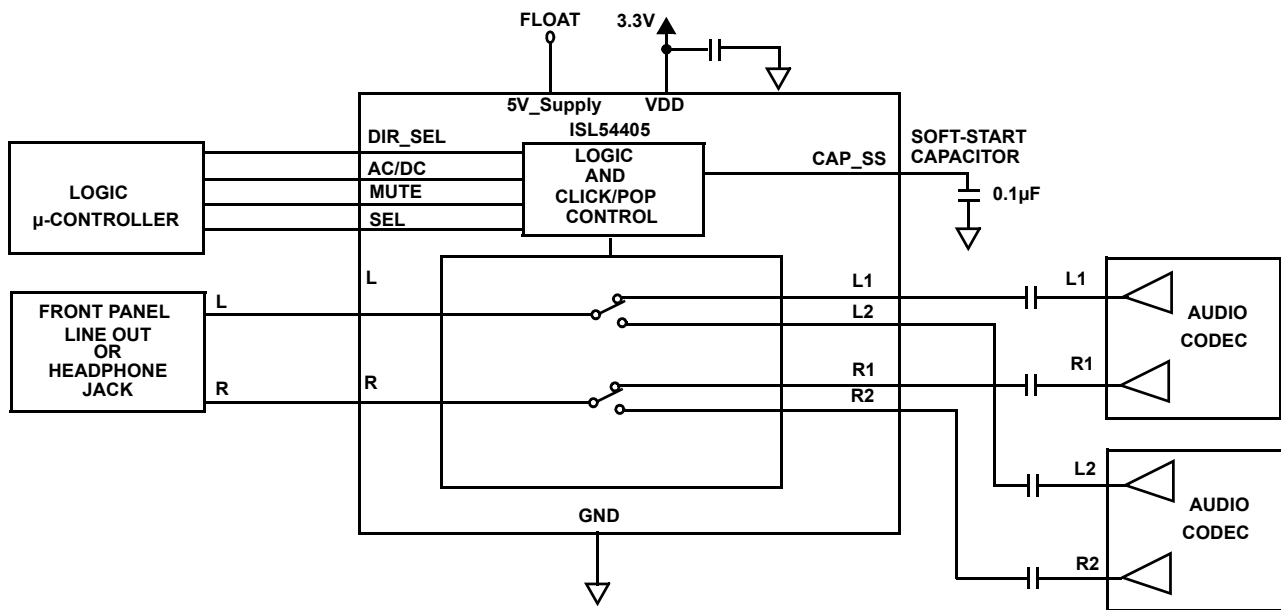 FLOAT
3.3V
5V_Supply
VDD
ISL54405
DIR_SEL
AC/DC
MUTE
SEL
LOGIC
µ-CONTROLLER
LOGIC
AND
CLICK/POP
CONTROL
CAP_SS
SOFT-START
CAPACITOR
0.1µF
FRONT PANEL
LINE OUT
OR
HEADPHONE
JACK
L
R
L
R
L1
L2
R1
R2
L1
R1
AUDIO
CODEC
L2
R2
AUDIO
CODEC
GND